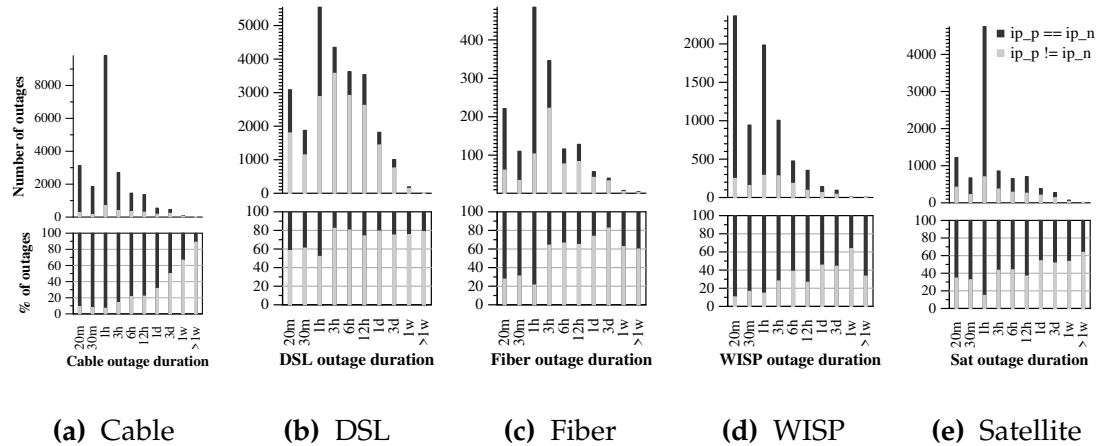 Number of outages
% of outages
8000
6000
4000
2000
0
100
80
60
40
20
0
20m
30m
1h
3h
6h
12h
1d
3d
1w
>1w
Cable outage duration
5000
4000
3000
2000
1000
0
100
80
60
40
20
0
20m
30m
1h
3h
6h
12h
1d
3d
1w
>1w
DSL outage duration
400
300
200
100
0
100
80
60
40
20
0
20m
30m
1h
3h
6h
12h
1d
3d
1w
>1w
Fiber outage duration
2000
1500
1000
500
0
100
80
60
40
20
0
20m
30m
1h
3h
6h
12h
1d
3d
1w
>1w
WISP outage duration
ip_p == ip_n
ip_p != ip_n
4000
3000
2000
1000
0
100
80
60
40
20
0
20m
30m
1h
3h
6h
12h
1d
3d
1w
>1w
Sat outage duration
(a) Cable
(b) DSL
(c) Fiber
(d) WISP
(e) Satellite